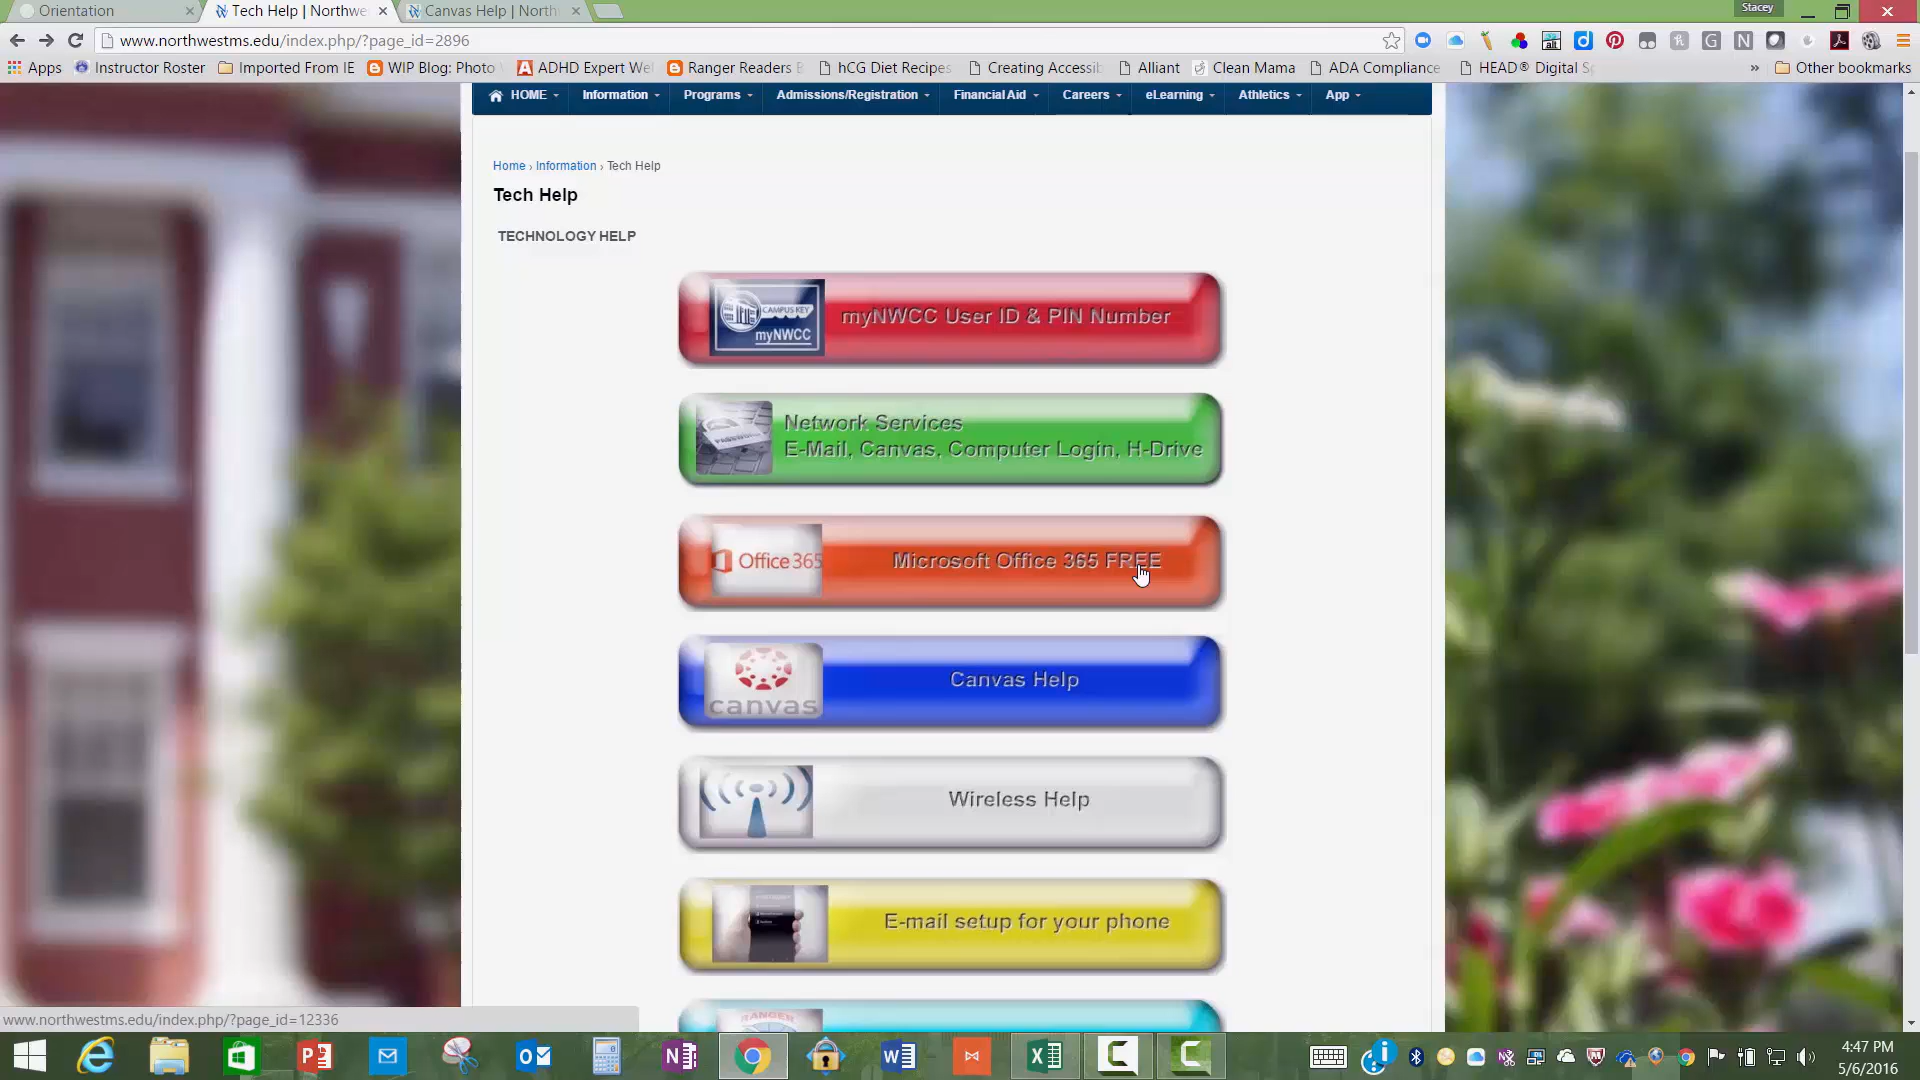 Orientation
Tech Help | Northwe
Canvas Help | North
Stacey
www.northwestms.edu/index.php/?page_id=2896
Apps
Instructor Roster
Imported From IE
WIP Blog: Photo
ADHD Expert We
Ranger Readers B
hCG Diet Recipes
Creating Accessib
Alliant
Clean Mama
ADA Compliance
HEAD® Digital S
» Other bookmarks
HOME
Information
Programs
Admissions/Registration
Financial Aid
Careers
eLearning
Athletics
App
Home › Information › Tech Help
Tech Help
TECHNOLOGY HELP
CAMPUS KEY
myNWCC
myNWCC User ID & PIN Number
PASSWORD
Network Services
E-Mail, Canvas, Computer Login, H-Drive
Office 365
Microsoft Office 365 FREE
canvas
Canvas Help
Wireless Help
E-mail setup for your phone
RANGER
www.northwestms.edu/index.php/?page_id=12336
4:47 PM
5/6/2016